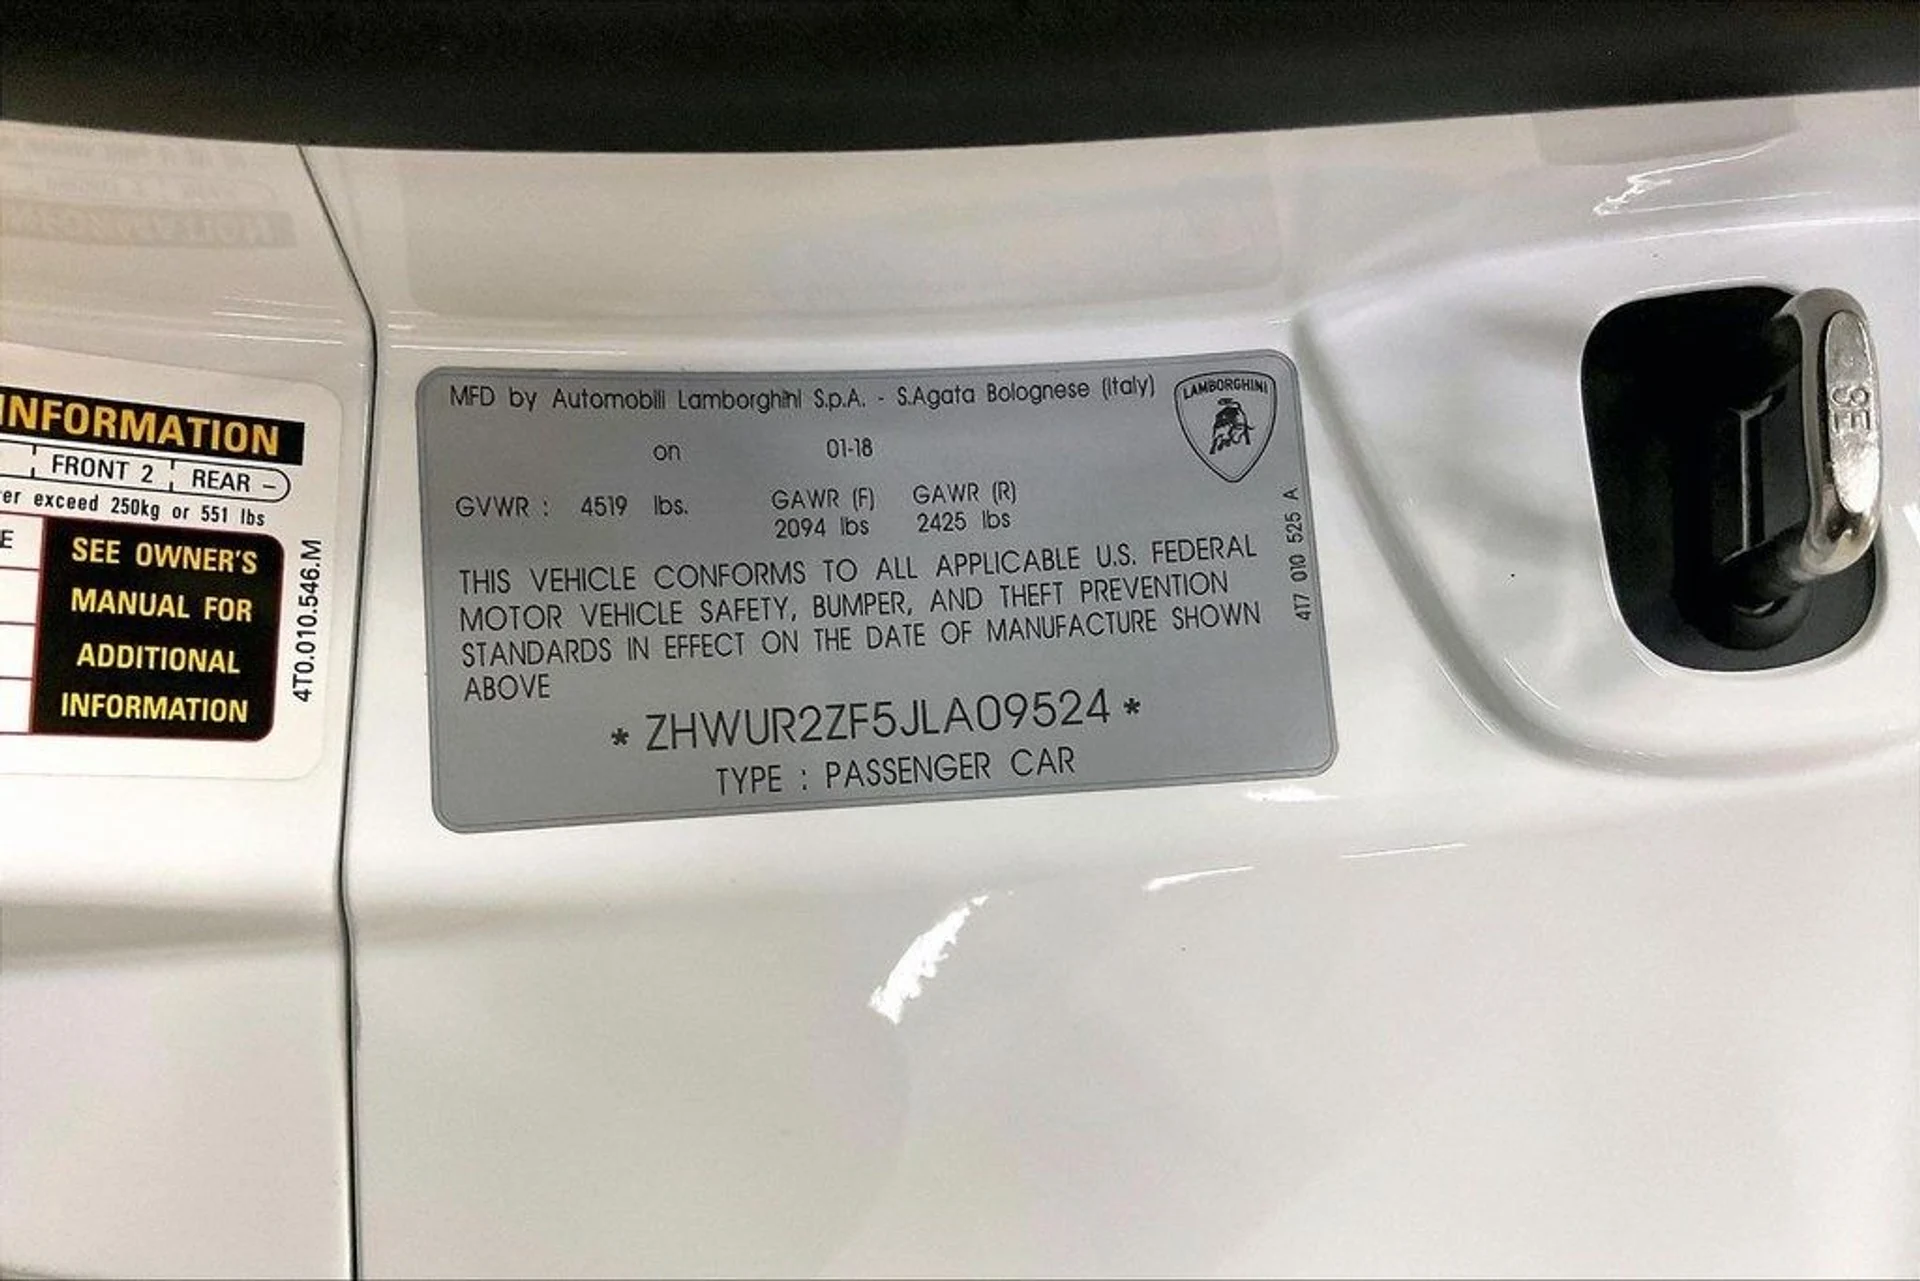 INFORMATION
FRONT 2 REAR -
er exceed 250kg or 551 lbs
E
SEE OWNER'S
MANUAL FOR
ADDITIONAL
INFORMATION
4T0.010.546.M
MFD by Automobili Lamborghini S.p.A. - S.Agata Bolognese (Italy)
LAMBORGHINI
on 01-18
GVWR : 4519 lbs. GAWR (F) GAWR (R)
2094 lbs 2425 lbs
THIS VEHICLE CONFORMS TO ALL APPLICABLE U.S. FEDERAL
MOTOR VEHICLE SAFETY, BUMPER, AND THEFT PREVENTION
STANDARDS IN EFFECT ON THE DATE OF MANUFACTURE SHOWN
ABOVE
* ZHWUR2ZF5JLA09524 *
TYPE : PASSENGER CAR
4T7 010 525 A